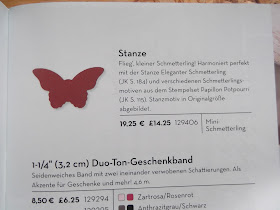 Stanze
Flieg', kleiner Schmetterling! Harmoniert perfekt
mit der Stanze Eleganter Schmetterling
(JK S. 184) und verschiedenen Schmetterlings-
motiven aus dem Stempelset Papillon Potpourri
(JK S. 115). Stanzmotiv in Originalgröße
abgebildet.
19,25 € £14.25 129406 Mini-
Schmetterling
1-1/4" (3,2 cm) Duo-Ton-Geschenkband
Seidenweiches Band mit zwei ineinander verwobenen Schattierungen. Als
Akzente für Geschenke und mehr! 4,6 m.
8,50 € £6.25 129294 Zartrosa/Rosenrot
Anthrazitgrau/Schwarz